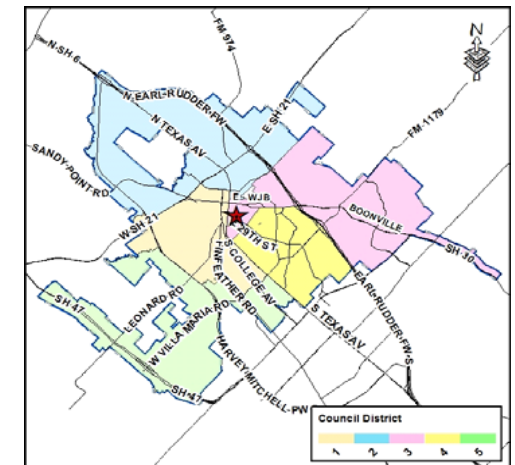 FM 974
N
N-SH-6
N-EARL-RUDDER-FW
E SH 21
N TEXAS AV
FM-1179
SANDY-POINT-RD
E WJB
BOONVILLE
W-SH 21
29TH ST
SH-30
S COLLEGE AV
FINFEATHER RD
LEONARD RD
SH 47
W VILLA MARIA RD
EARL-RUDDER-FW-S
S TEXAS AV
HARVEY-MITCHELL-PW
SH-47
Council District
1 2 3 4 5